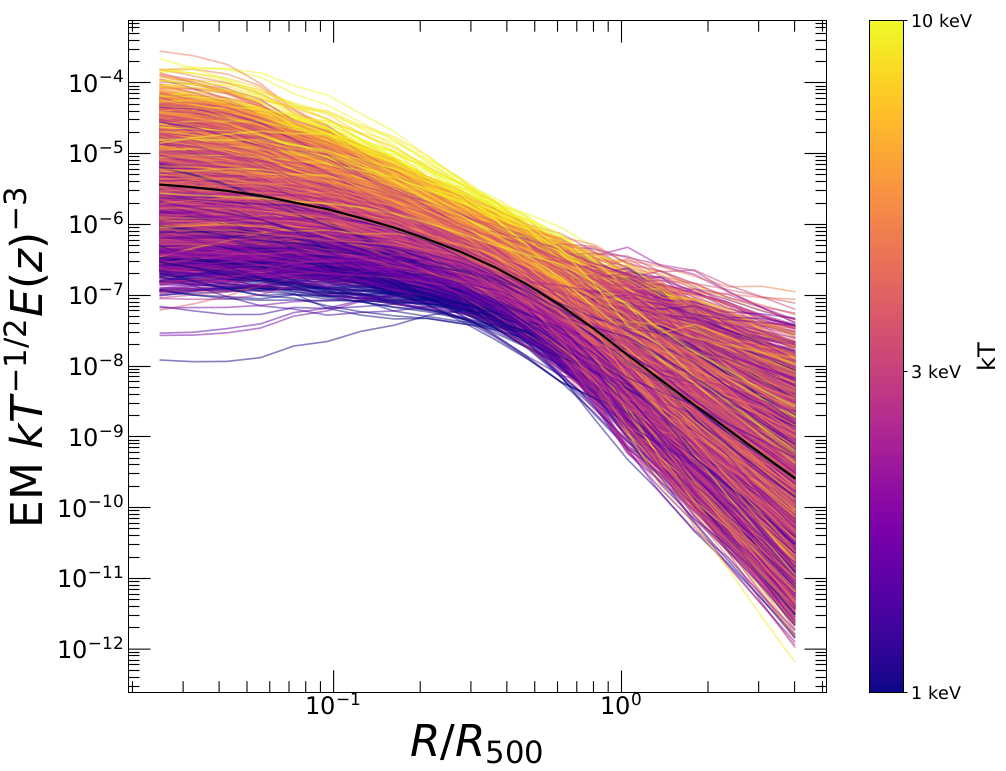 EM kT⁻¹/²E(z)⁻³
10⁻⁴
10⁻⁵
10⁻⁶
10⁻⁷
10⁻⁸
10⁻⁹
10⁻¹⁰
10⁻¹¹
10⁻¹²
10⁻¹ 10⁰
R/R₅₀₀
10 keV
3 keV
1 keV
kT